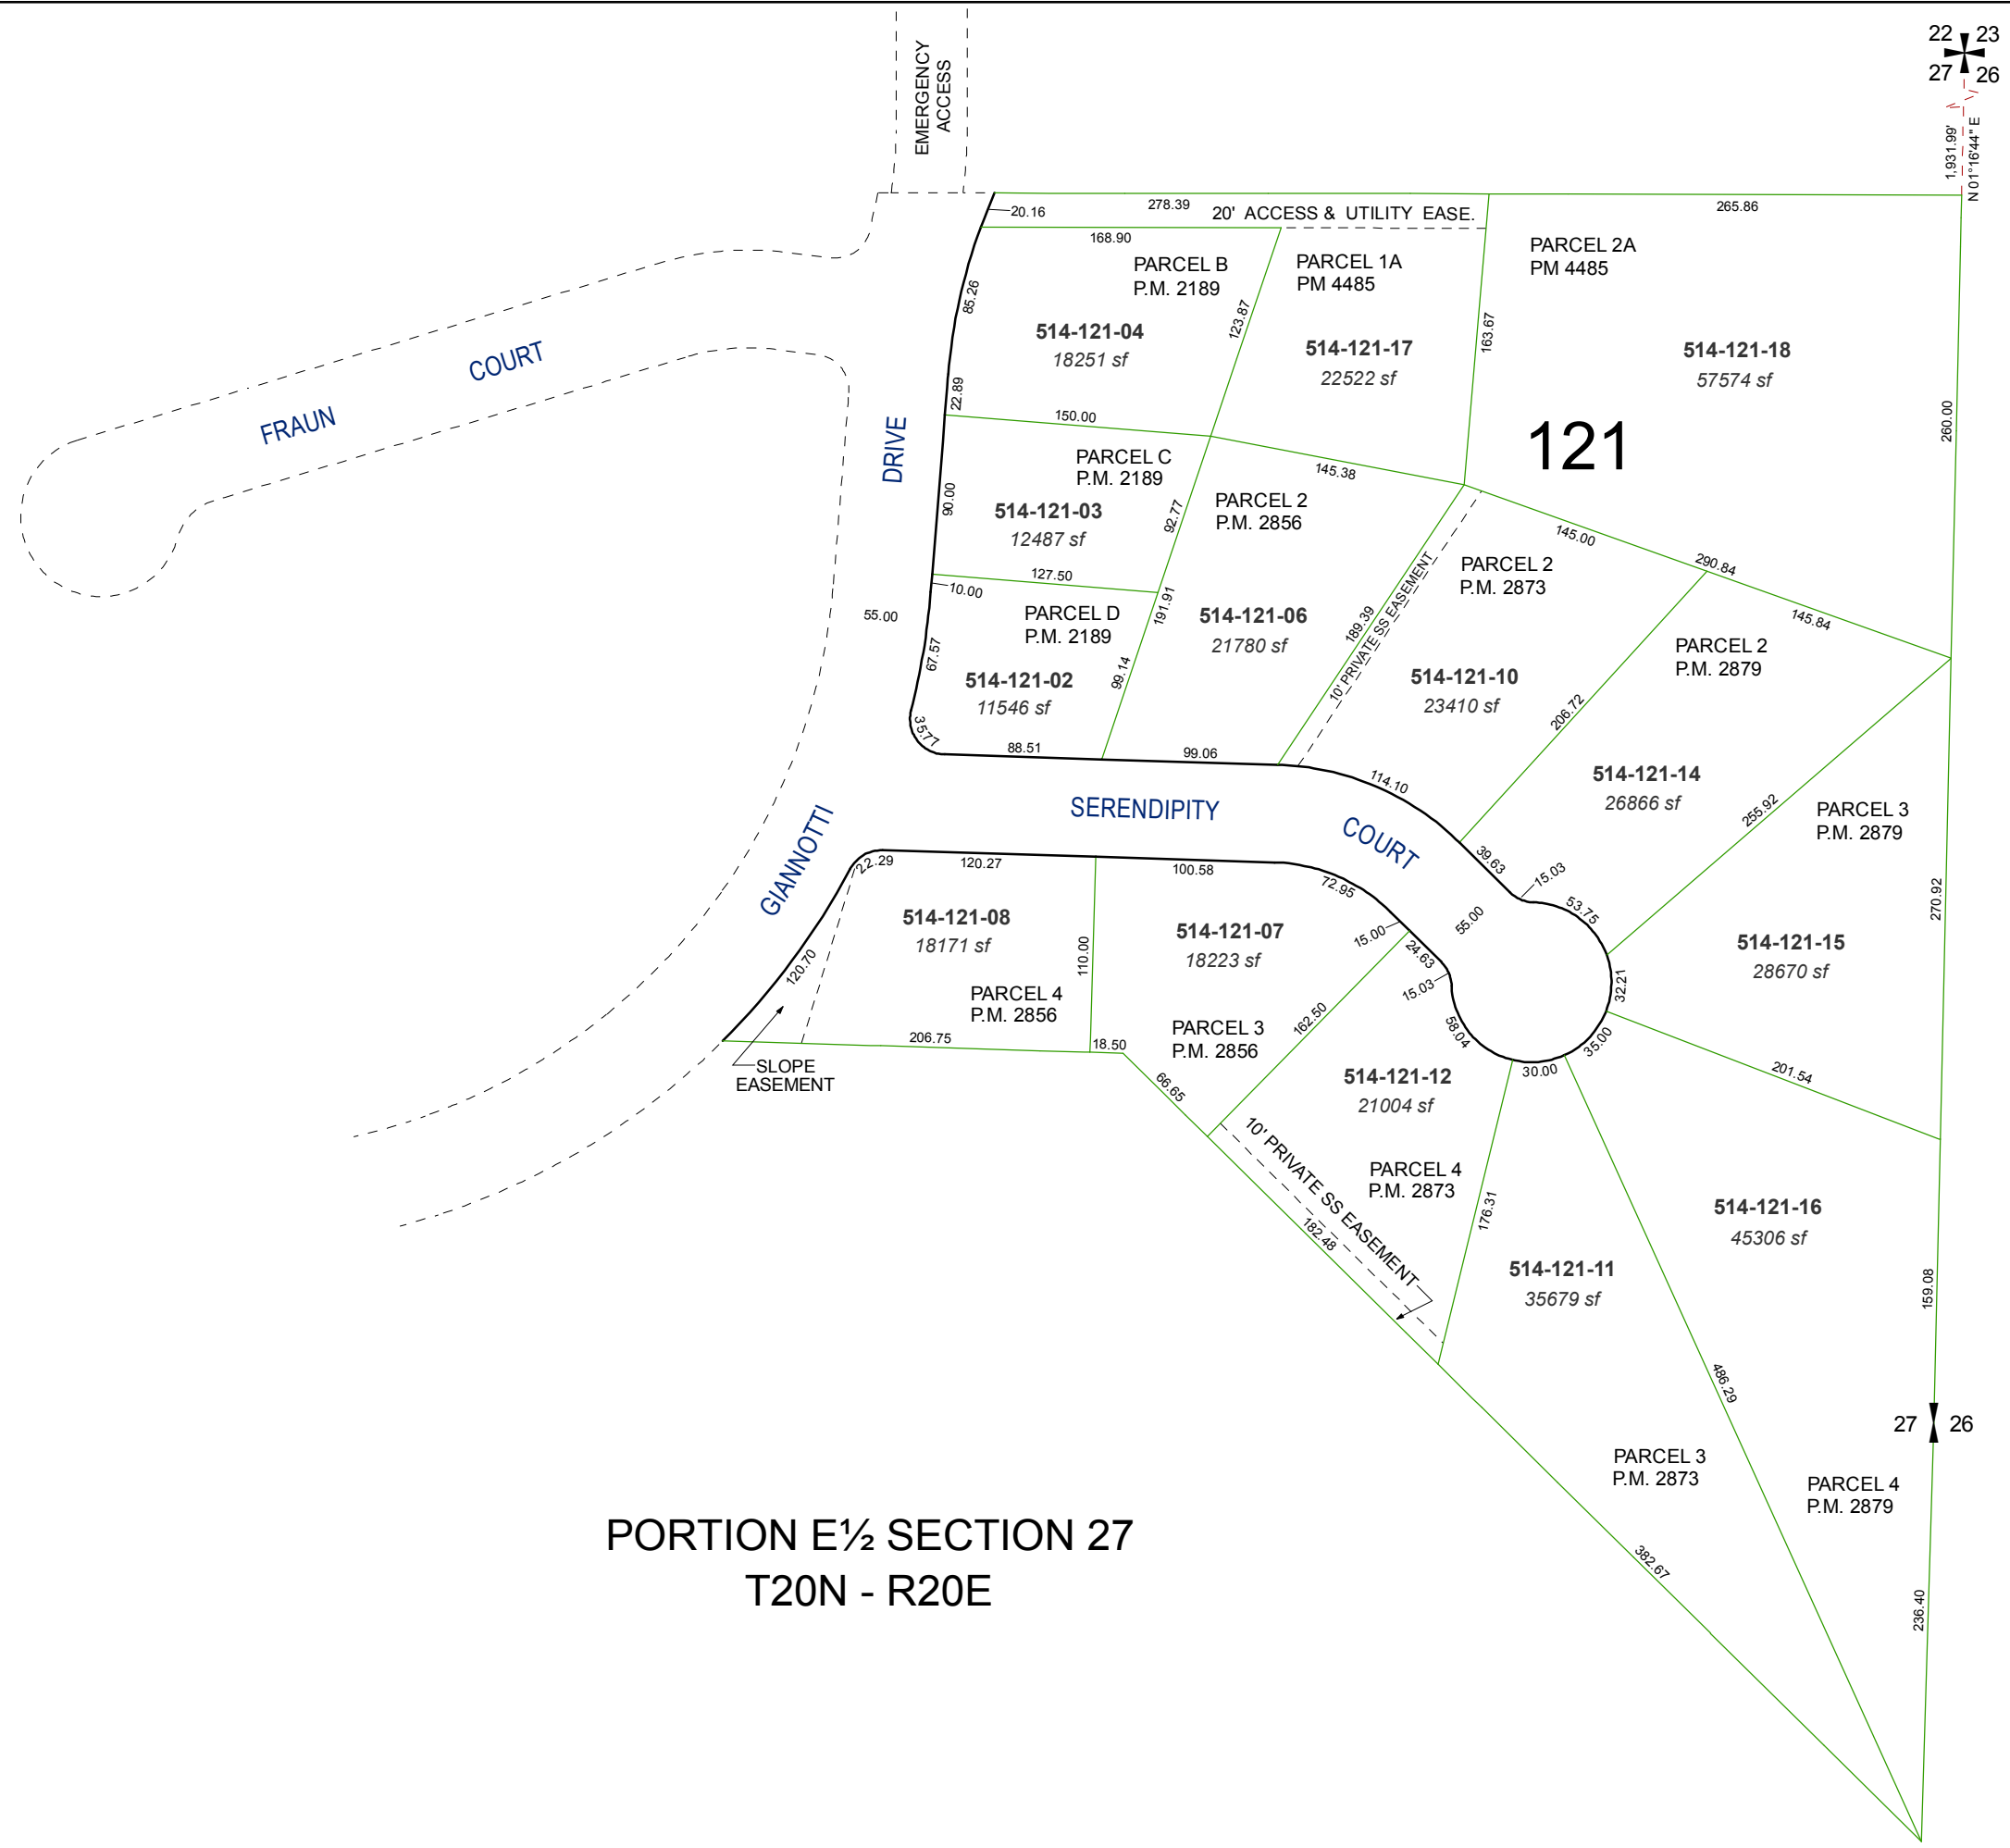 EMERGENCY
ACCESS
22 23
27 26
1,931.99'
N 01°16'44" E
20.16
278.39
20' ACCESS & UTILITY EASE.
265.86
168.90
PARCEL B
P.M. 2189
PARCEL 1A
PM 4485
PARCEL 2A
PM 4485
85.26
123.87
163.67
514-121-04
18251 sf
514-121-17
22522 sf
514-121-18
57574 sf
FRAUN
COURT
22.89
150.00
DRIVE
121
260.00
PARCEL C
P.M. 2189
145.38
90.00
514-121-03
12487 sf
92.77
PARCEL 2
P.M. 2856
145.00
290.84
127.50
10.00
55.00
PARCEL D
P.M. 2189
191.91
514-121-06
21780 sf
189.39
10' PRIVATE SS EASEMENT
PARCEL 2
P.M. 2873
145.84
67.57
514-121-02
11546 sf
99.14
514-121-10
23410 sf
206.72
PARCEL 2
P.M. 2879
35.77
88.51
99.06
114.10
514-121-14
26866 sf
255.92
PARCEL 3
P.M. 2879
GIANNOTTI
SERENDIPITY
COURT
39.63
15.03
53.75
22.29
120.27
100.58
72.95
55.00
270.92
514-121-08
18171 sf
514-121-07
18223 sf
15.00
24.63
15.03
514-121-15
28670 sf
120.70
110.00
32.21
PARCEL 4
P.M. 2856
PARCEL 3
P.M. 2856
162.50
58.04
35.00
206.75
18.50
30.00
201.54
SLOPE
EASEMENT
66.65
514-121-12
21004 sf
10' PRIVATE SS EASEMENT
182.48
PARCEL 4
P.M. 2873
176.31
514-121-16
45306 sf
514-121-11
35679 sf
159.08
486.29
27 26
PARCEL 3
P.M. 2873
PARCEL 4
P.M. 2879
382.67
236.40
PORTION E½ SECTION 27
T20N - R20E